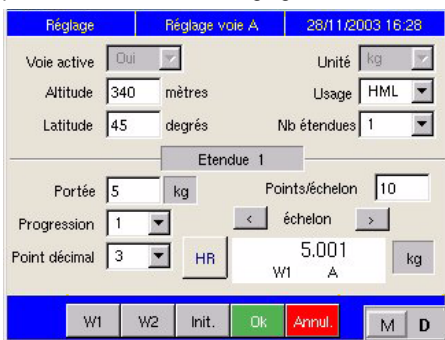 Réglage Réglage voie A 28/11/2003 16:28
Voie active Oui Unité kg
Altitude 340 mètres Usage HML
Latitude 45 degrés Nb étendues 1
Etendue 1
Portée 5 kg Points/échelon 10
Progression 1 < échelon >
Point décimal 3 HR 5.001 kg
W1 A
W1 W2 Init. Ok Annul. M D